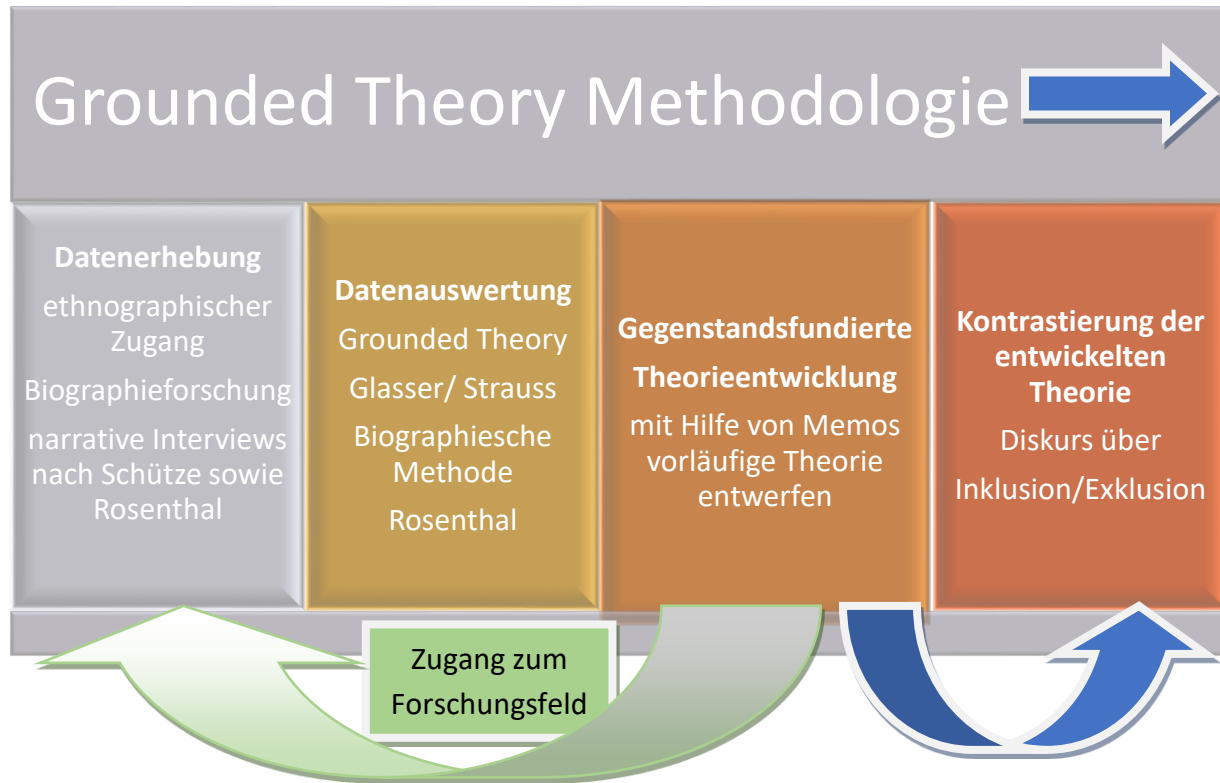 Grounded Theory Methodologie
Datenerhebung
ethnographischer
Zugang
Biographieforschung
narrative Interviews
nach Schütze sowie
Rosenthal
Datenauswertung
Grounded Theory
Glasser/ Strauss
Biographiesche
Methode
Rosenthal
Gegenstandsfundierte
Theorieentwicklung
mit Hilfe von Memos
vorläufige Theorie
entwerfen
Kontrastierung der
entwickelten
Theorie
Diskurs über
Inklusion/Exklusion
Zugang zum
Forschungsfeld